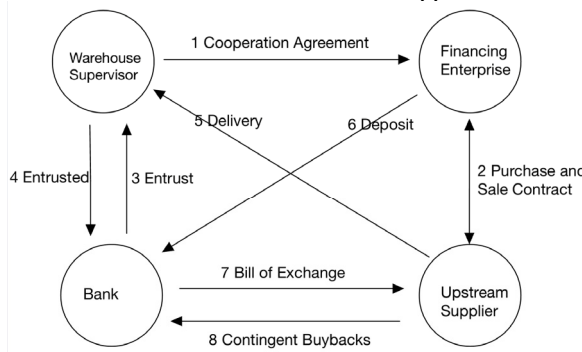 1 Cooperation Agreement
Warehouse
Supervisor
Financing
Enterprise
5 Delivery
6 Deposit
4 Entrusted
3 Entrust
2 Purchase and
Sale Contract
7 Bill of Exchange
Bank
Upstream
Supplier
8 Contingent Buybacks